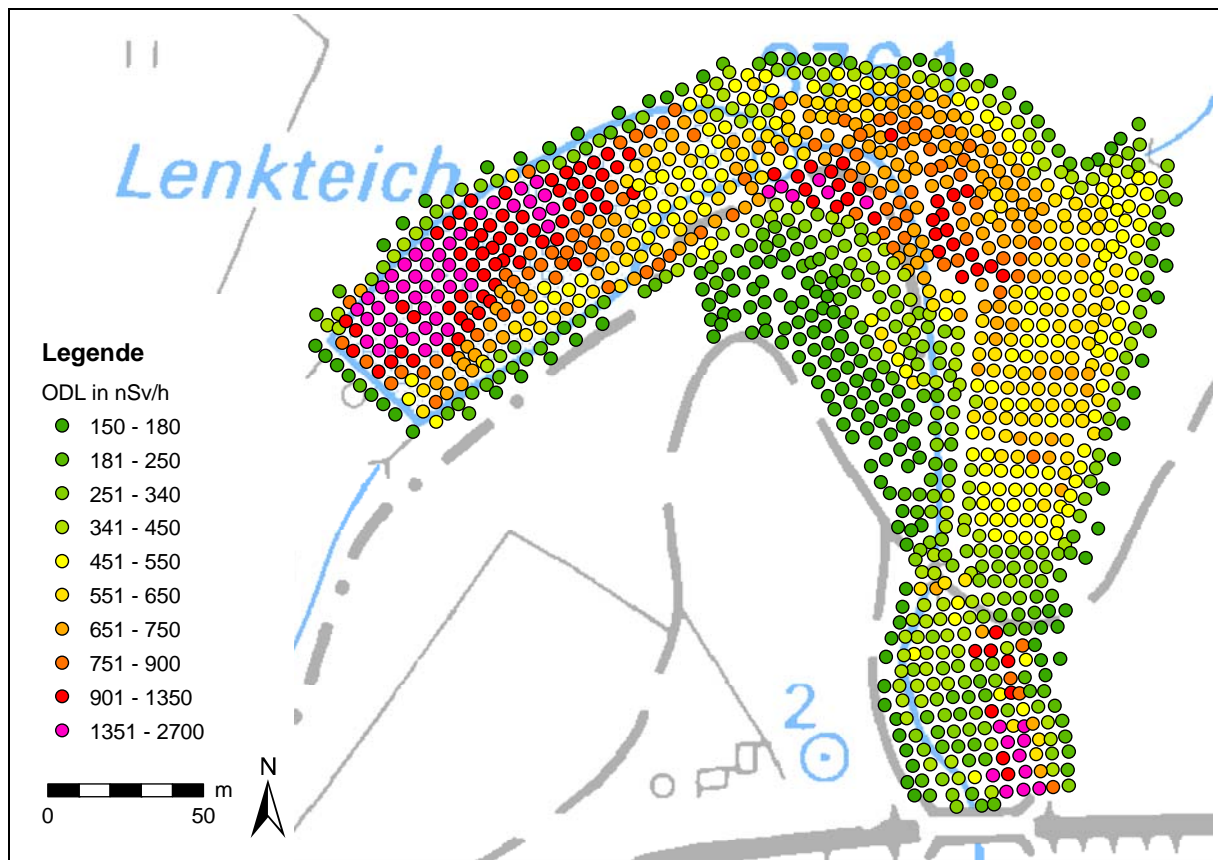 Lenkteich
Legende
ODL in nSv/h
150 - 180
181 - 250
251 - 340
341 - 450
451 - 550
551 - 650
651 - 750
751 - 900
901 - 1350
1351 - 2700
m
0 50
N
2